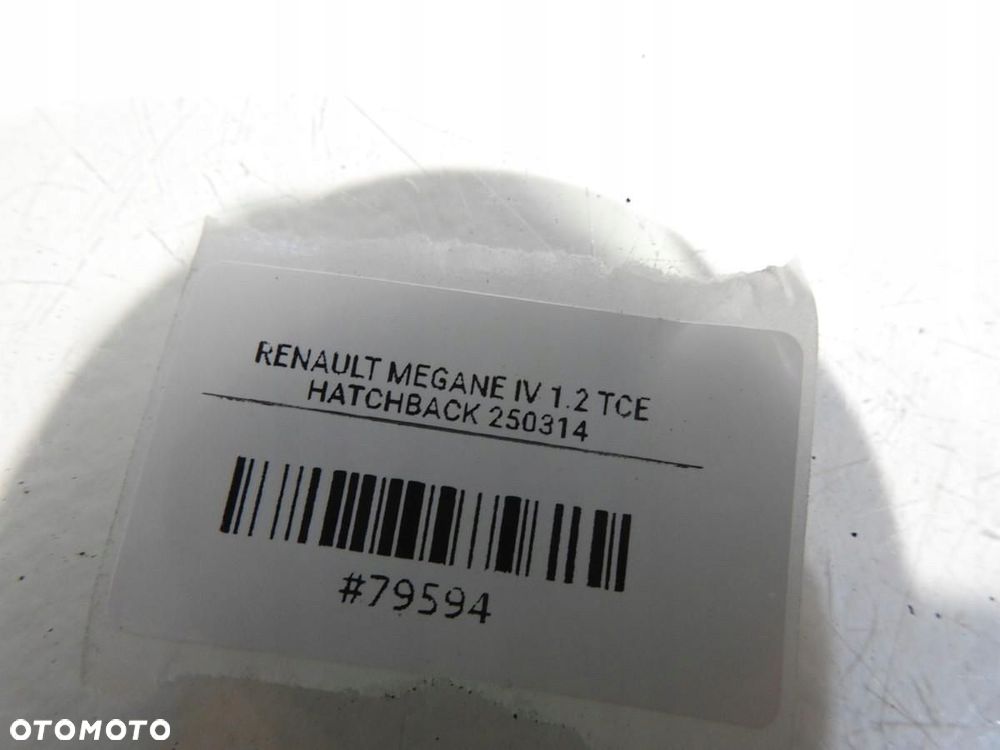 RENAULT MEGANE IV 1.2 TCE
HATCHBACK 250314
#79594
OTOMOTO